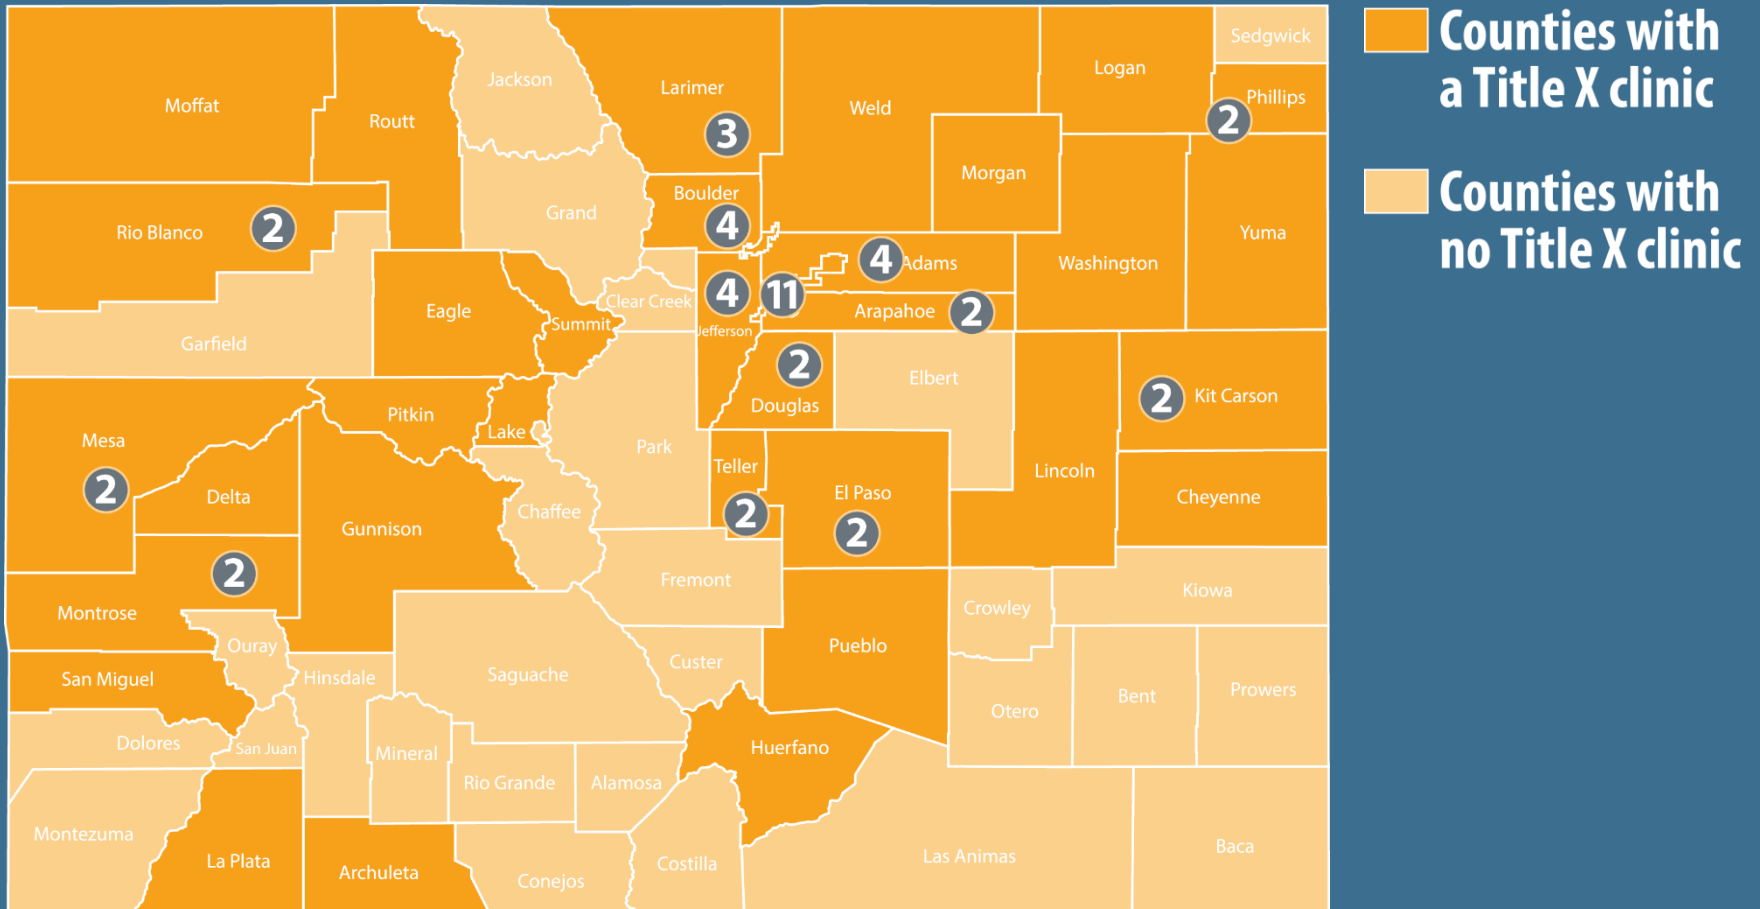 Counties with
a Title X clinic
Counties with
no Title X clinic
Sedgwick
Logan
Jackson
Larimer
Phillips
Moffat
Weld
Routt
2
3
Morgan
Boulder
Grand
4
Rio Blanco
2
Yuma
4
Adams
Washington
4
11
Clear Creek
Eagle
Arapahoe
2
Summit
Jefferson
Garfield
2
Elbert
Douglas
2
Kit Carson
Pitkin
Lake
Mesa
Park
Teller
Lincoln
2
Delta
El Paso
Cheyenne
Chaffee
2
Gunnison
2
2
Fremont
Kiowa
Montrose
Crowley
Ouray
Pueblo
Custer
San Miguel
Hinsdale
Saguache
Prowers
Bent
Otero
Dolores
San Juan
Mineral
Huerfano
Rio Grande
Alamosa
Montezuma
La Plata
Archuleta
Costilla
Las Animas
Baca
Conejos